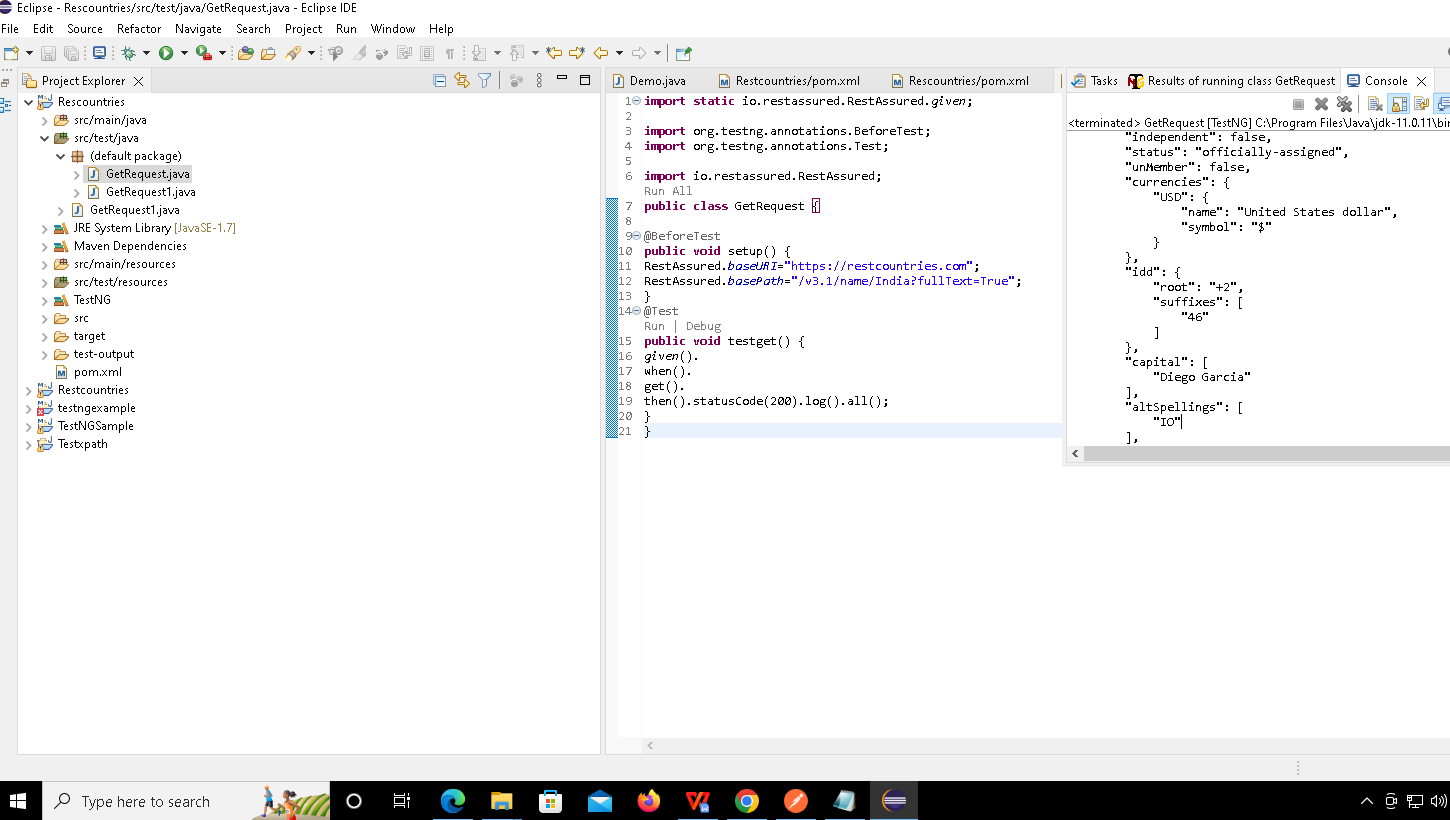 Eclipse - Rescountries/src/test/java/GetRequest.java - Eclipse IDE
File Edit Source Refactor Navigate Search Project Run Window Help
Project Explorer
Rescountries
src/main/java
src/test/java
(default package)
GetRequest.java
GetRequest1.java
GetRequest1.java
JRE System Library [JavaSE-1.7]
Maven Dependencies
src/main/resources
src/test/resources
TestNG
src
target
test-output
pom.xml
Restcountries
testngexample
TestNGSample
Testxpath
Demo.java Restcountries/pom.xml Rescountries/pom.xml
1 import static io.restassured.RestAssured.given;
2
3 import org.testng.annotations.BeforeTest;
4 import org.testng.annotations.Test;
5
6 import io.restassured.RestAssured;
Run All
7 public class GetRequest {
8
9 @BeforeTest
10 public void setup() {
11 RestAssured.baseURI="https://restcountries.com";
12 RestAssured.basePath="/v3.1/name/India?fullText=True";
13 }
14 @Test
Run | Debug
15 public void testget() {
16 given().
17 when().
18 get().
19 then().statusCode(200).log().all();
20 }
21 }
Tasks Results of running class GetRequest Console
<terminated> GetRequest [TestNG] C:\Program Files\Java\jdk-11.0.11\bin
"independent": false,
"status": "officially-assigned",
"unMember": false,
"currencies": {
"USD": {
"name": "United States dollar",
"symbol": "$"
}
},
"idd": {
"root": "+2",
"suffixes": [
"46"
]
},
"capital": [
"Diego Garcia"
],
"altSpellings": [
"IO"
],
Type here to search